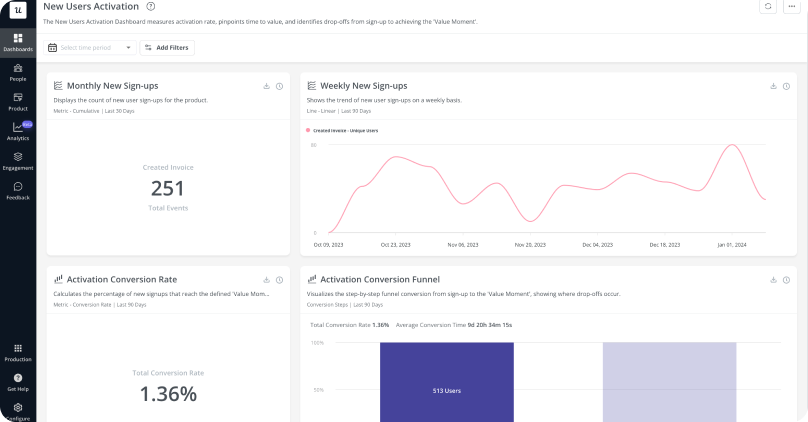 u
New Users Activation
The New Users Activation Dashboard measures activation rate, pinpoints time to value, and identifies drop-offs from sign-up to achieving the 'Value Moment'.
Select time period
Add Filters
Dashboards
People
Product
Analytics
Engagement
Feedback
Production
Get Help
Configure
Monthly New Sign-ups
Displays the count of new user sign-ups for the product.
Metric - Cumulative | Last 30 Days
Created Invoice
251
Total Events
Weekly New Sign-ups
Shows the trend of new user sign-ups on a weekly basis.
Line - Linear | Last 90 Days
Created Invoice - Unique Users
80
0
Oct 09, 2023 Oct 23, 2023 Nov 06, 2023 Nov 20, 2023 Dec 04, 2023 Dec 18, 2023 Jan 01, 2024
Activation Conversion Rate
Calculates the percentage of new signups that reach the defined 'Value Mom...
Metric - Conversion Rate | Last 90 Days
Total Conversion Rate
1.36%
Activation Conversion Funnel
Visualizes the step-by-step funnel conversion from sign-up to the 'Value Moment', showing where drop-offs occur.
Conversion Steps | Last 90 Days
Total Conversion Rate 1.36% Average Conversion Time 9d 20h 34m 15s
100%
50%
513 Users